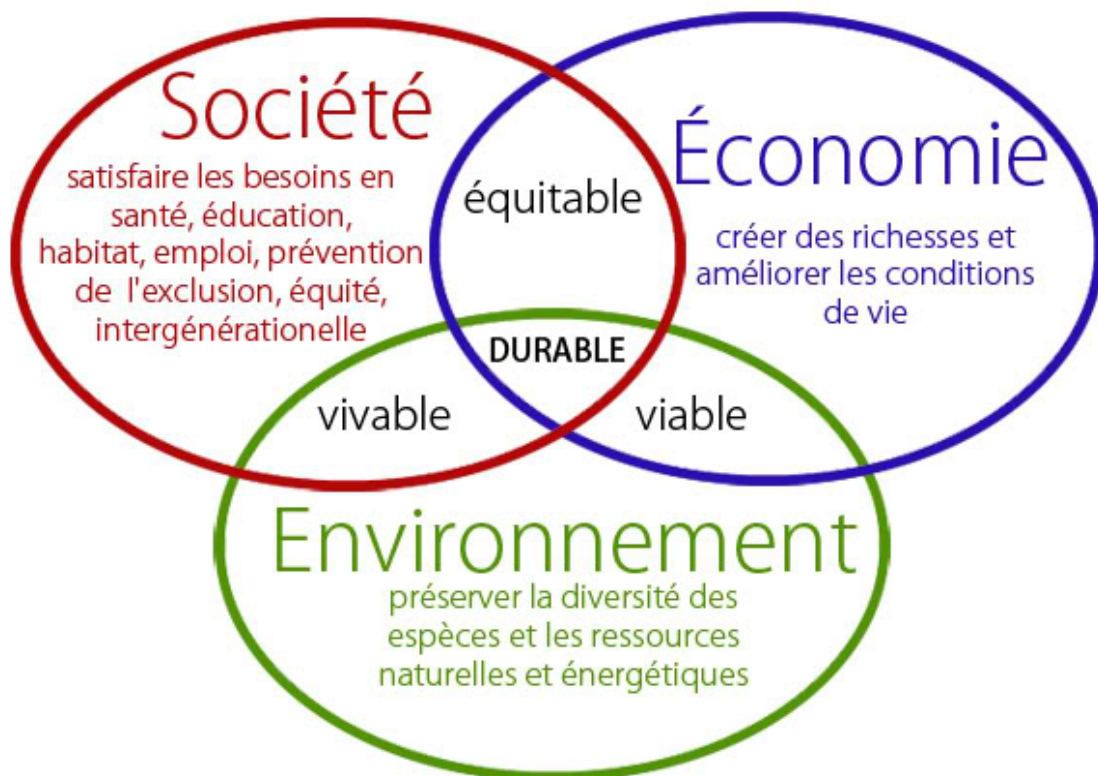 Société
satisfaire les besoins en
santé, éducation,
habitat, emploi, prévention
de l'exclusion, équité,
intergénérationelle
équitable
Économie
créer des richesses et
améliorer les conditions
de vie
DURABLE
vivable
viable
Environnement
préserver la diversité des
espèces et les ressources
naturelles et énergétiques